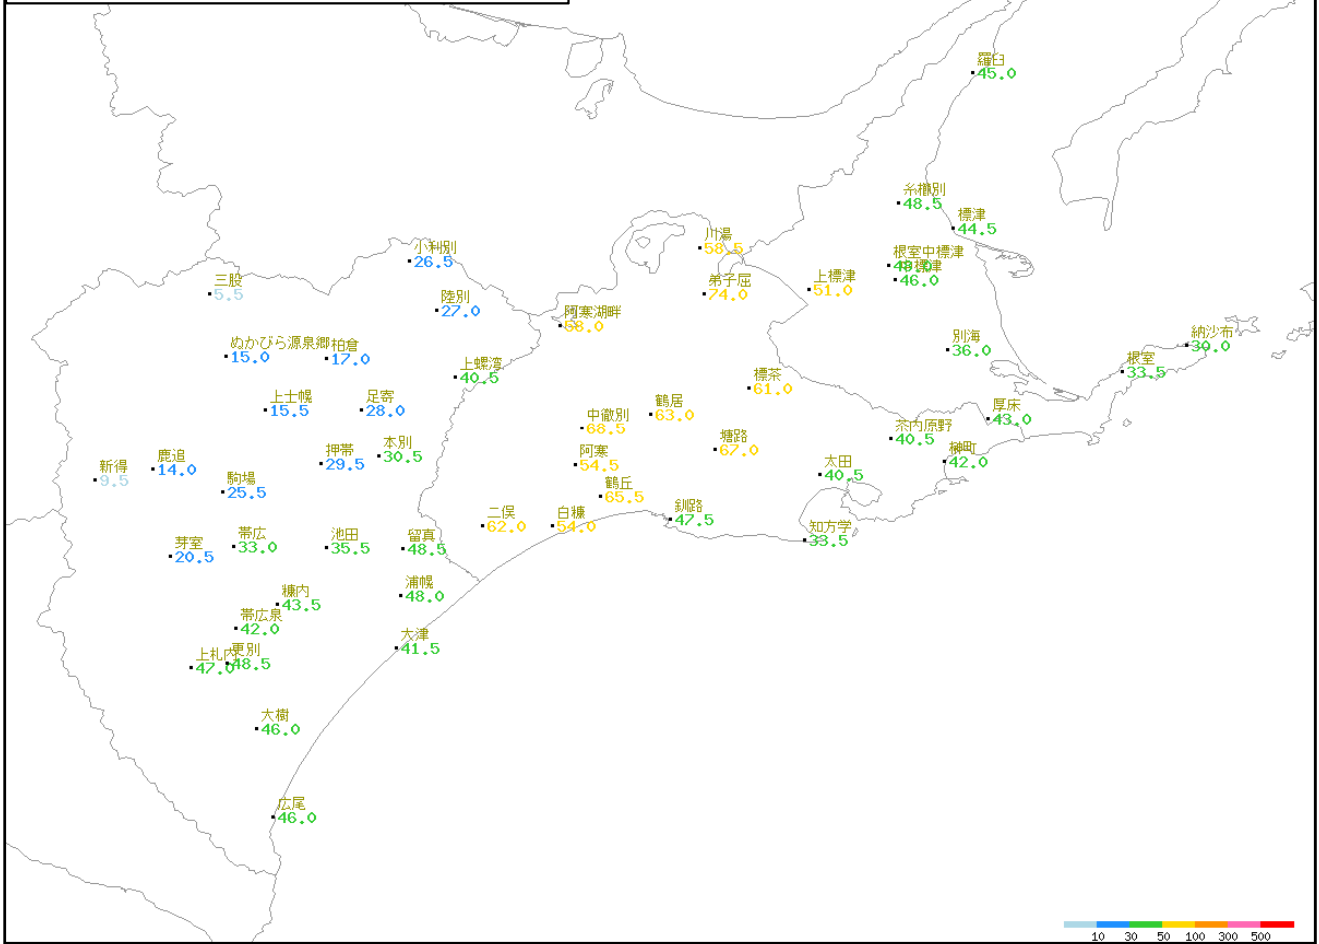 羅臼
45.0
糸櫛別
48.5
標津
44.5
川湯
58.5
小利別
26.5
根室中標津
中標津
46.0
三股
5.5
弟子屈
74.0
上標津
51.0
陸別
27.0
阿寒湖畔
58.0
納沙布
30.0
ぬかびら源泉郷
15.0
柏倉
17.0
別海
36.0
根室
33.5
上螺湾
40.5
標茶
61.0
上士幌
15.5
足寄
28.0
鶴居
63.0
厚床
43.0
中徹別
68.5
茶内原野
40.5
本別
30.5
塘路
67.0
押帯
29.5
阿寒
54.5
榊町
42.0
太田
40.5
鹿追
14.0
新得
9.5
駒場
25.5
鶴丘
65.5
二俣
62.0
白糠
54.0
釧路
47.5
知方学
33.5
帯広
33.0
池田
35.5
留真
48.5
芽室
20.5
浦幌
48.0
糠内
43.5
帯広泉
42.0
大津
41.5
上札内
47.0
更別
48.5
大樹
46.0
広尾
46.0
10 30 50 100 300 500